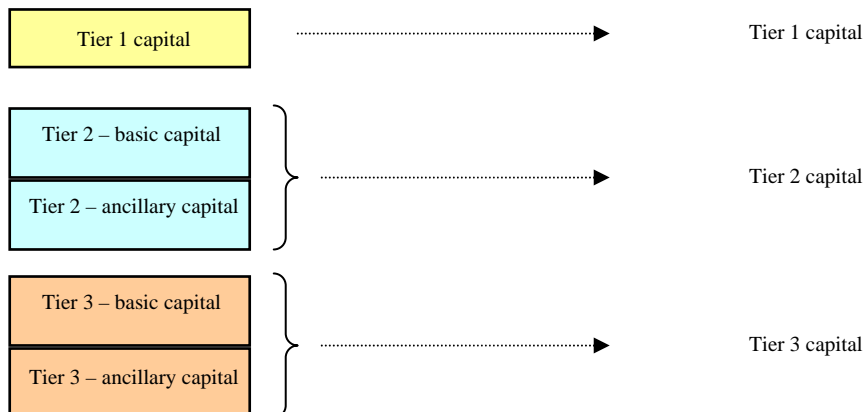 Tier 1 capital
Tier 1 capital
Tier 2 – basic capital
Tier 2 – ancillary capital
Tier 2 capital
Tier 3 – basic capital
Tier 3 – ancillary capital
Tier 3 capital